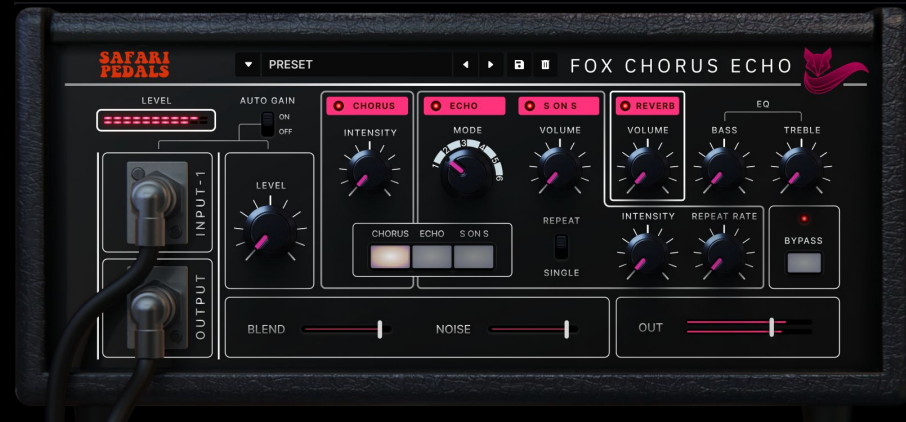 SAFARI
PEDALS
PRESET
FOX CHORUS ECHO
LEVEL
AUTO GAIN
ON
OFF
CHORUS
ECHO
S ON S
REVERB
EQ
INTENSITY
MODE
VOLUME
VOLUME
BASS
TREBLE
1 2 3 4 5 6
INPUT-1
LEVEL
CHORUS ECHO S ON S
REPEAT
SINGLE
INTENSITY
REPEAT RATE
BYPASS
OUTPUT
BLEND
NOISE
OUT